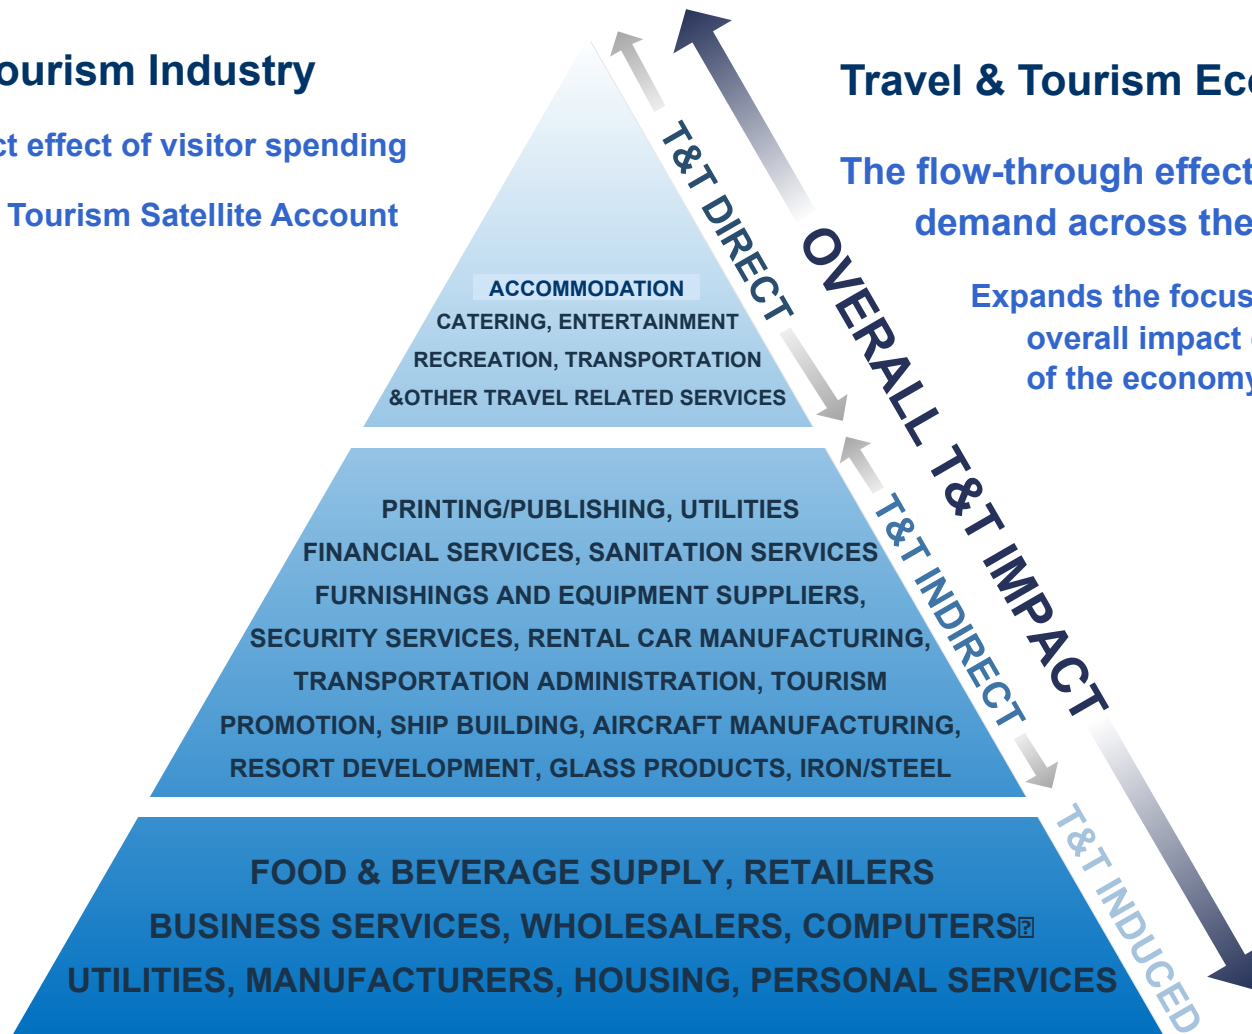 ourism Industry
ct effect of visitor spending
Tourism Satellite Account
Travel & Tourism Eco
The flow-through effect
demand across the
Expands the focus
overall impact
of the economy
T&T DIRECT
OVERALL T&T IMPACT
ACCOMMODATION
CATERING, ENTERTAINMENT
RECREATION, TRANSPORTATION
&OTHER TRAVEL RELATED SERVICES
T&T INDIRECT
PRINTING/PUBLISHING, UTILITIES
FINANCIAL SERVICES, SANITATION SERVICES
FURNISHINGS AND EQUIPMENT SUPPLIERS,
SECURITY SERVICES, RENTAL CAR MANUFACTURING,
TRANSPORTATION ADMINISTRATION, TOURISM
PROMOTION, SHIP BUILDING, AIRCRAFT MANUFACTURING,
RESORT DEVELOPMENT, GLASS PRODUCTS, IRON/STEEL
T&T INDUCED
FOOD & BEVERAGE SUPPLY, RETAILERS
BUSINESS SERVICES, WHOLESALERS, COMPUTERS
UTILITIES, MANUFACTURERS, HOUSING, PERSONAL SERVICES